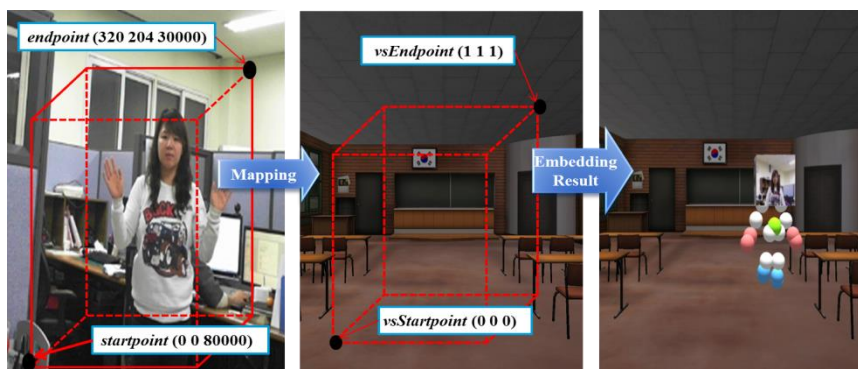 endpoint (320 204 30000)
vsEndpoint (1 1 1)
Mapping
Embedding
Result
vsStartpoint (0 0 0)
startpoint (0 0 80000)